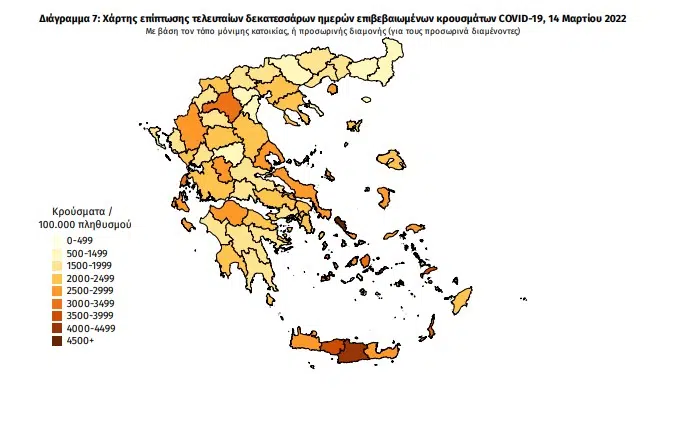 Διάγραμμα 7: Χάρτης επίπτωσης τελευταίων δεκατεσσάρων ημερών επιβεβαιωμένων κρουσμάτων COVID-19, 14 Μαρτίου 2022
Με βάση τον τόπο μόνιμης κατοικίας, ή προσωρινής διαμονής (για τους προσωρινά διαμένοντες)
Κρούσματα /
100.000 πληθυσμού
0-499
500-1499
1500-1999
2000-2499
2500-2999
3000-3499
3500-3999
4000-4499
4500+